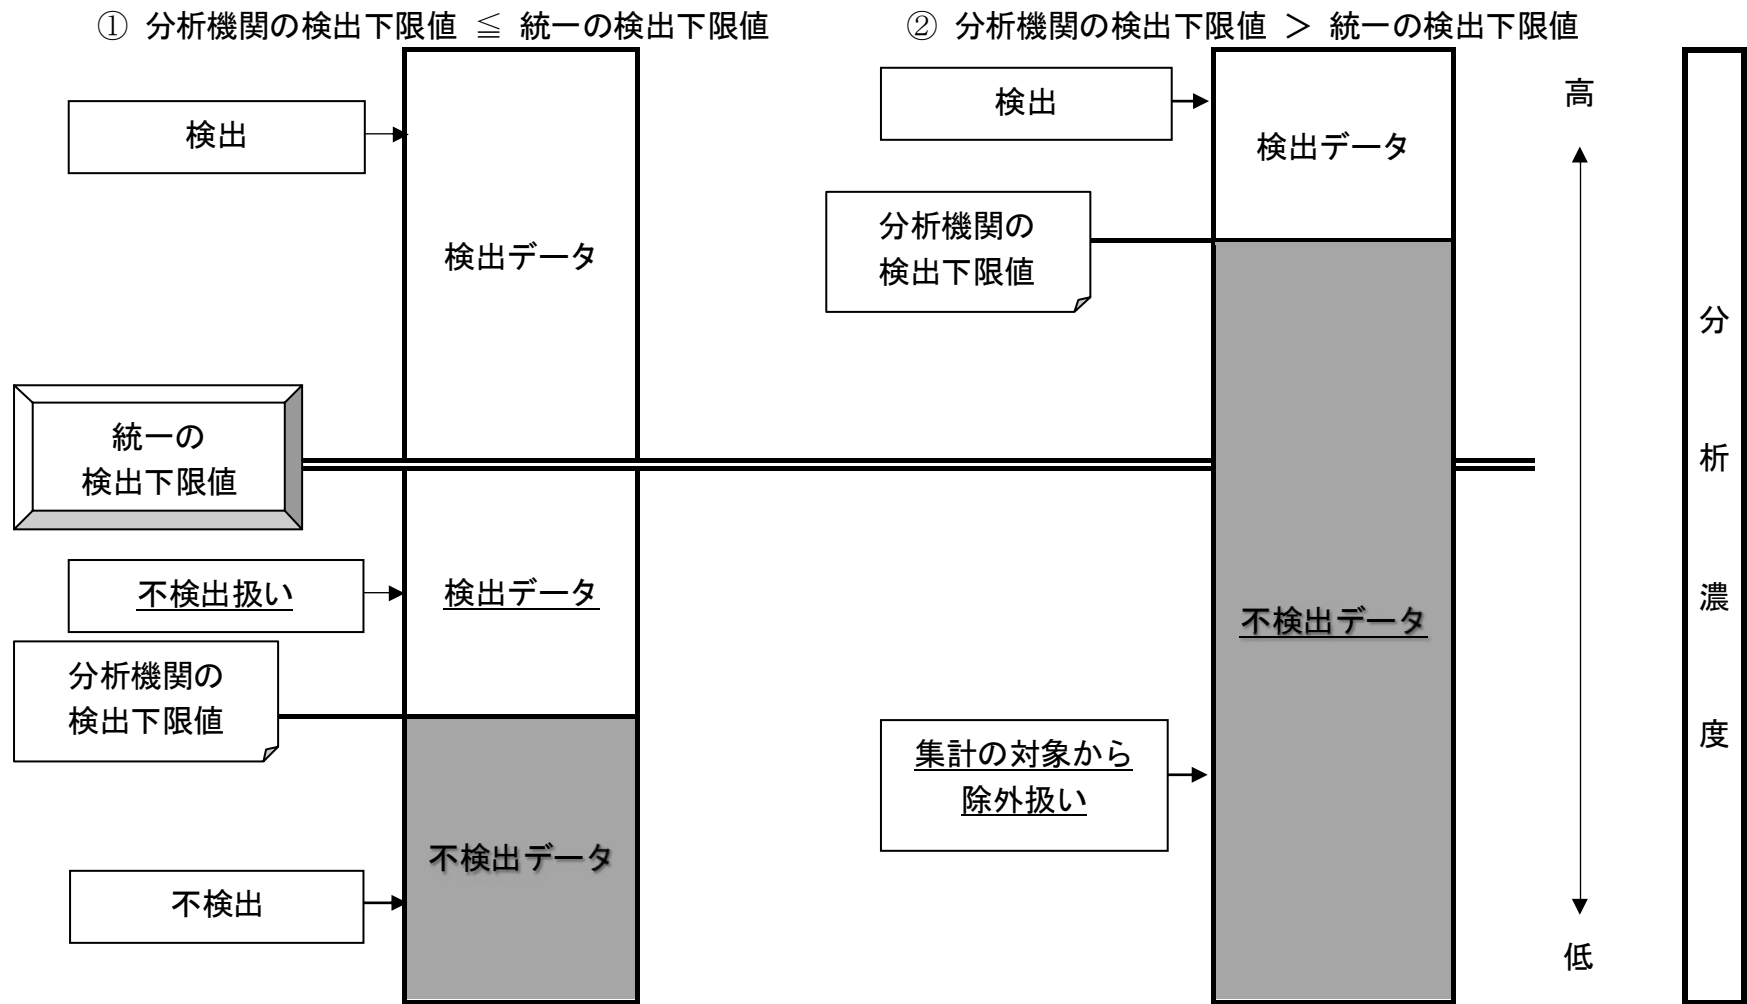 ① 分析機関の検出下限値 ≦ 統一の検出下限値
② 分析機関の検出下限値 > 統一の検出下限値
検出
検出データ
統一の
検出下限値
不検出扱い
検出データ
分析機関の
検出下限値
不検出データ
不検出
検出
検出データ
分析機関の
検出下限値
不検出データ
集計の対象から
除外扱い
高
低
分
析
濃
度